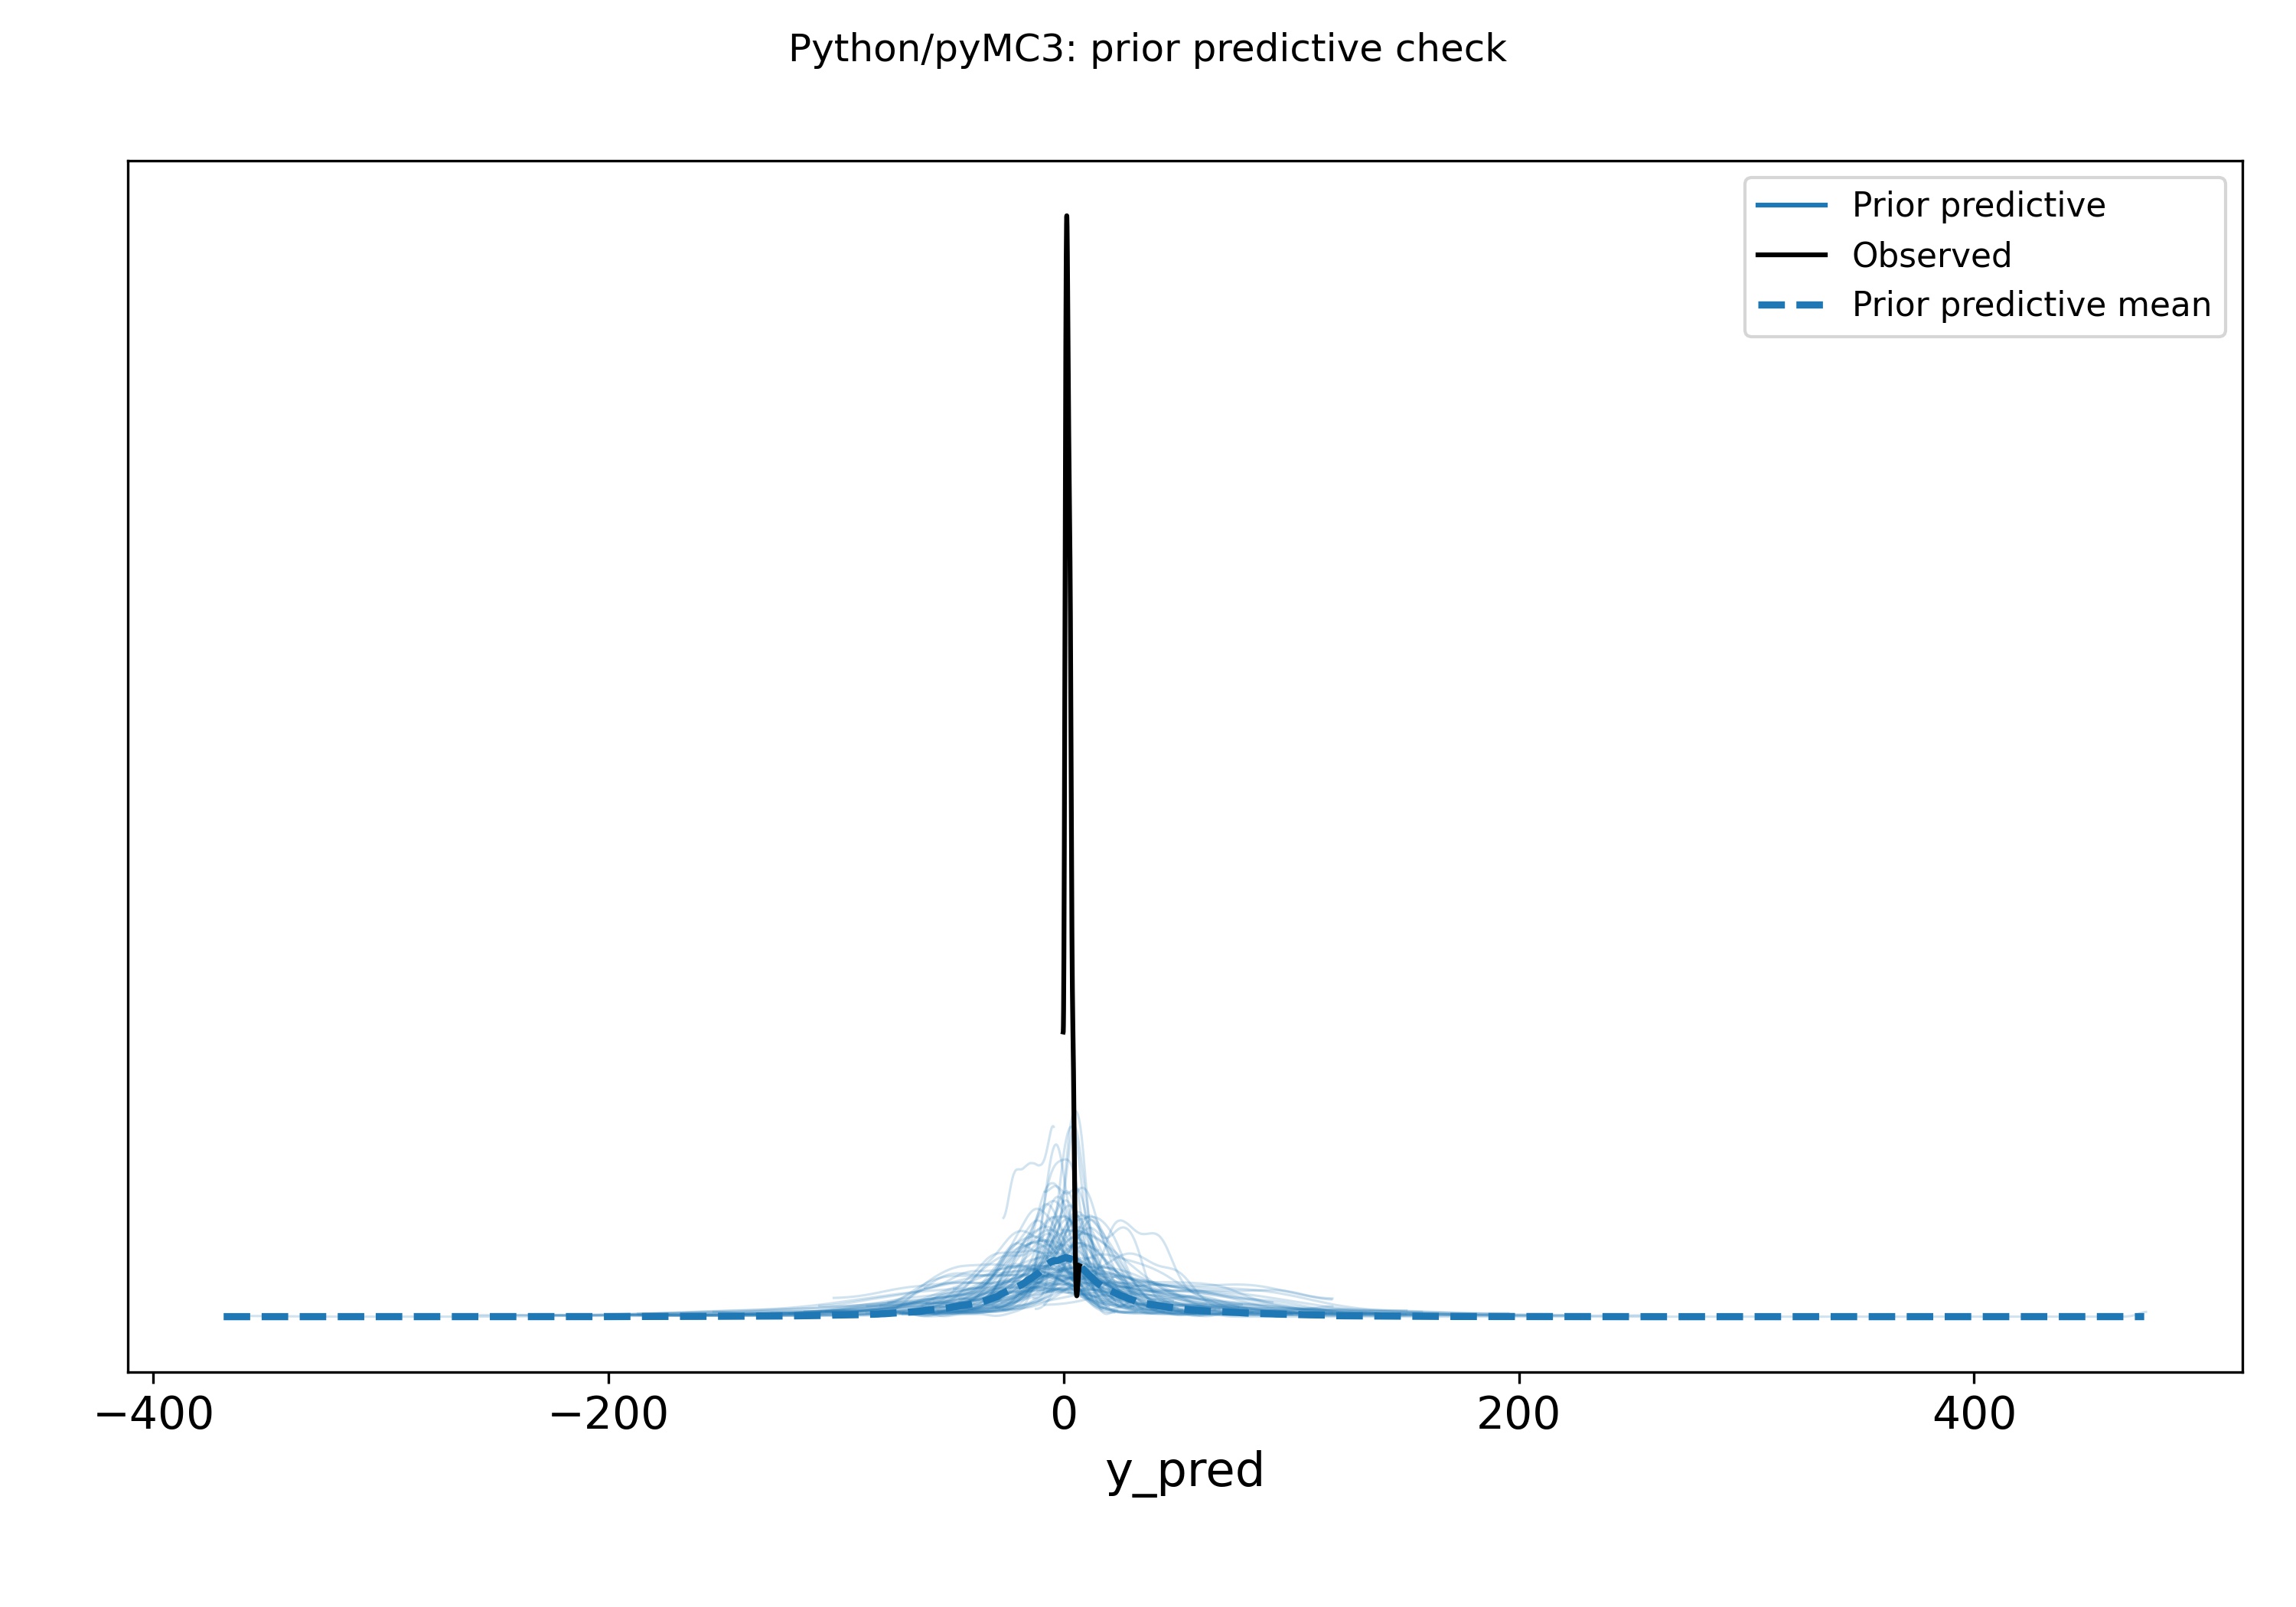 Python/pyMC3: prior predictive check
Prior predictive
Observed
Prior predictive mean
−400 −200 0 200 400
y_pred